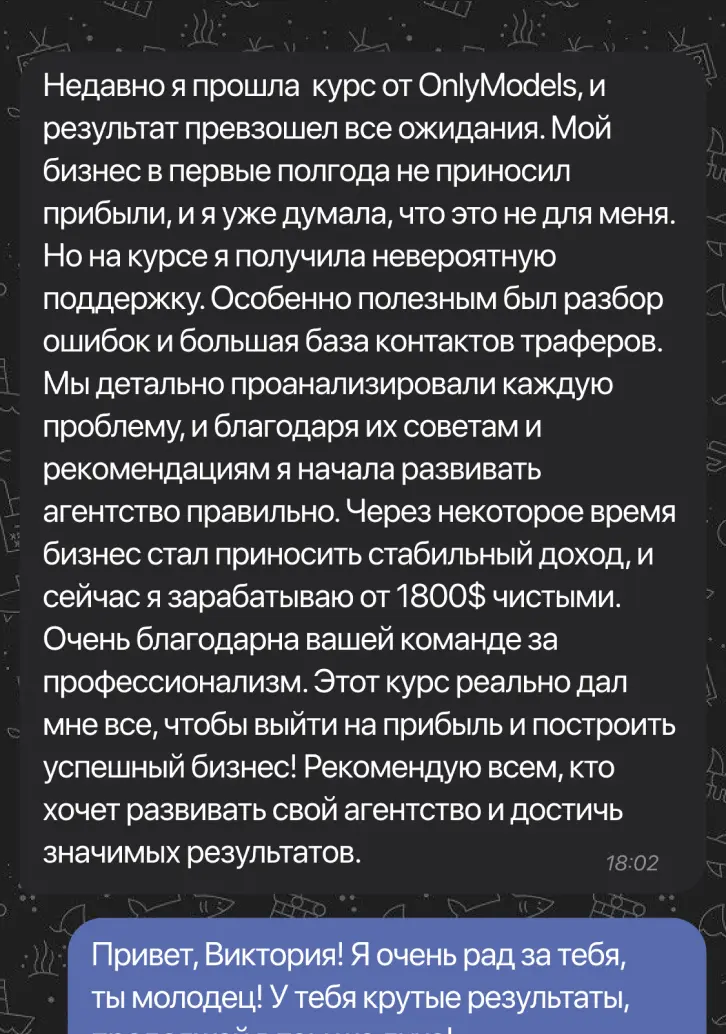 Недавно я прошла  курс от OnlyModels, и
результат превзошел все ожидания. Мой
бизнес в первые полгода не приносил
прибыли, и я уже думала, что это не для меня.
Но на курсе я получила невероятную
поддержку. Особенно полезным был разбор
ошибок и большая база контактов траферов.
Мы детально проанализировали каждую
проблему, и благодаря их советам и
рекомендациям я начала развивать
агентство правильно. Через некоторое время
бизнес стал приносить стабильный доход, и
сейчас я зарабатываю от 1800$ чистыми.
Очень благодарна вашей команде за
профессионализм. Этот курс реально дал
мне все, чтобы выйти на прибыль и построить
успешный бизнес! Рекомендую всем, кто
хочет развивать свой агентство и достичь
значимых результатов.
18:02
Привет, Виктория! Я очень рад за тебя,
ты молодец! У тебя крутые результаты,